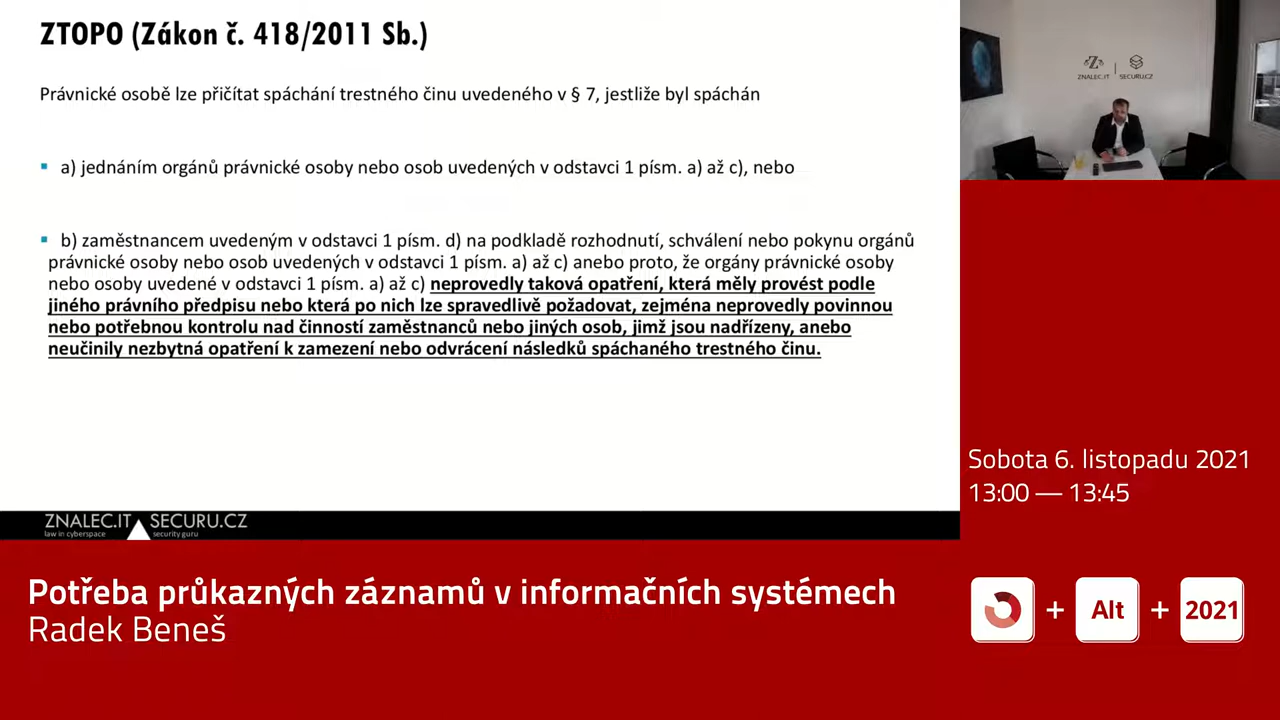 ZTOPO (Zákon č. 418/2011 Sb.)
Právnické osobě lze přičítat spáchání trestného činu uvedeného v § 7, jestliže byl spáchán
a) jednáním orgánů právnické osoby nebo osob uvedených v odstavci 1 písm. a) až c), nebo
b) zaměstnancem uvedeným v odstavci 1 písm. d) na podkladě rozhodnutí, schválení nebo pokynu orgánů
právnické osoby nebo osob uvedených v odstavci 1 písm. a) až c) anebo proto, že orgány právnické osoby
nebo osoby uvedené v odstavci 1 písm. a) až c) neprovedly taková opatření, která měly provést podle
jiného právního předpisu nebo která po nich lze spravedlivě požadovat, zejména neprovedly povinnou
nebo potřebnou kontrolu nad činností zaměstnanců nebo jiných osob, jimž jsou nadřízeny, anebo
neučinily nezbytná opatření k zamezení nebo odvrácení následků spáchaného trestného činu.
ZNALEC.IT SECURU.CZ
law in cyberspace security guru
ZNALEC.IT SECURU.CZ
Sobota 6. listopadu 2021
13:00 — 13:45
Potřeba průkazných záznamů v informačních systémech
Radek Beneš
+ Alt + 2021